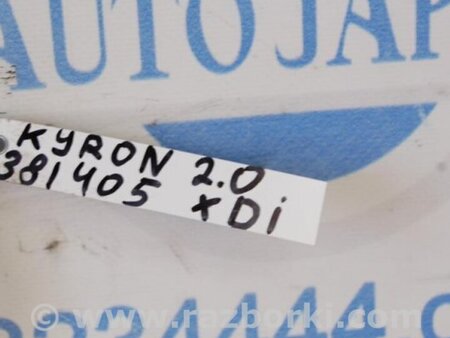 AUTO JAP
KYRON 2.0
381405 xDi
© www.razborki.com